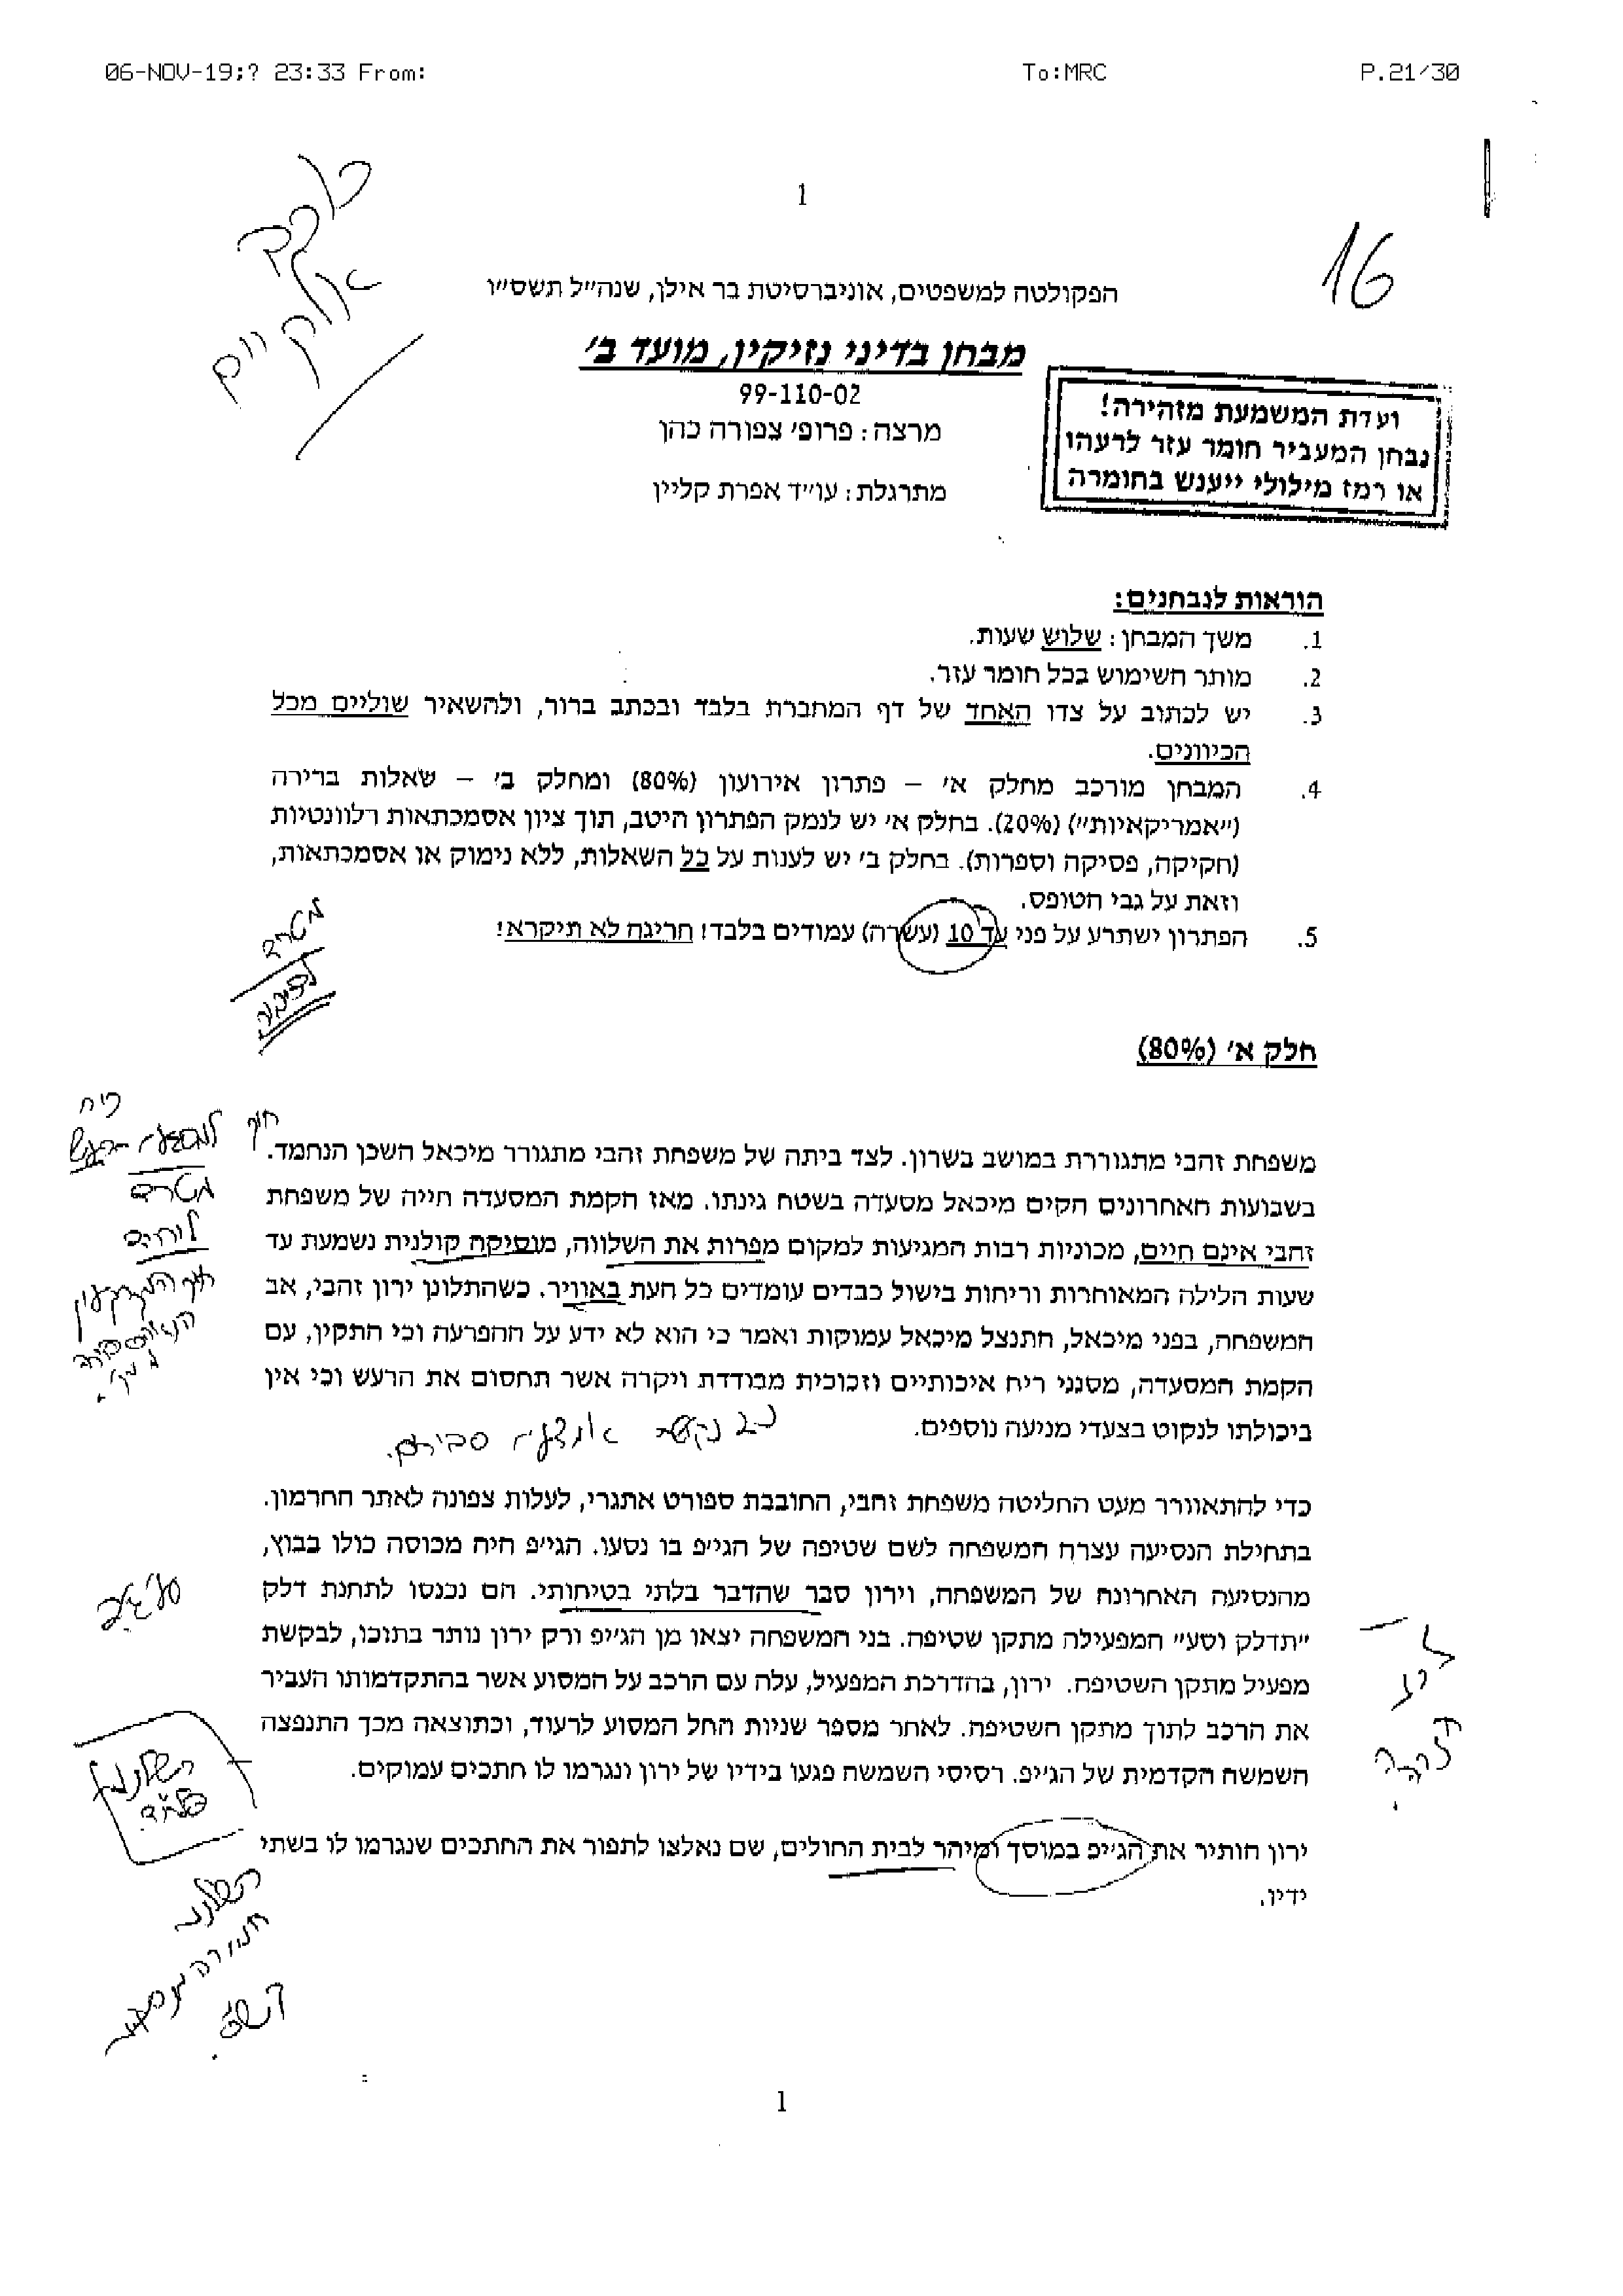 06-NOV-19;? 23:33 From: To:MRC P.21/30
1
16
הפקולטה למשפטים, אוניברסיטת בר אילן, שנה"ל תשס"ו
מבחן בדיני נזיקין, מועד ב'
99-110-02
מרצה: פרופ' צפורה כהן
מתרגלת: עו"ד אפרת קליין
ועדת המשמעת מזהירה!
נבחן המעביר חומר עזר לרעהו
או רמז מילולי ייענש בחומרה
הוראות לנבחנים:
1. משך המבחן: שלוש שעות.
2. מותר השימוש בכל חומר עזר.
3. יש לכתוב על צדו האחד של דף המחברת בלבד ובכתב ברור, ולהשאיר שוליים מכל
הכיוונים.
4. המבחן מורכב מחלק א' – פתרון אירועון (80%) ומחלק ב' – שאלות ברירה
("אמריקאיות") (20%). בחלק א' יש לנמק הפתרון היטב, תוך ציון אסמכתאות רלוונטיות
(חקיקה, פסיקה וספרות). בחלק ב' יש לענות על כל השאלות, ללא נימוק או אסמכתאות,
וזאת על גבי הטופס.
5. הפתרון ישתרע על פני עד 10 (עשרה) עמודים בלבד! חריגה לא תיקרא!
מטרד
לציבור
חלק א' (80%)
ריח
מטרד
ליחיד
משפחת זהבי מתגוררת במושב בשרון. לצד ביתה של משפחת זהבי מתגורר מיכאל השכן הנחמד.
בשבועות האחרונים הקים מיכאל מסעדה בשטח גינתו. מאז הקמת המסעדה חייה של משפחת
זהבי אינם חיים, מכוניות רבות המגיעות למקום מפרות את השלווה, מוסיקה קולנית נשמעת עד
שעות הלילה המאוחרות וריחות בישול כבדים עומדים כל העת באוויר. כשהתלונן ירון זהבי, אב
המשפחה, בפני מיכאל, התנצל מיכאל עמוקות ואמר כי הוא לא ידע על ההפרעה וכי התקין, עם
הקמת המסעדה, מסנני ריח איכותיים וזכוכית מבודדת ויקרה אשר תחסום את הרעש וכי אין
ביכולתו לנקוט בצעדי מניעה נוספים.
כדי להתאוורר מעט החליטה משפחת זהבי, החובבת ספורט אתגרי, לעלות צפונה לאתר החרמון.
בתחילת הנסיעה עצרה המשפחה לשם שטיפה של הג'יפ בו נסעו. הג'יפ היה מכוסה כולו בבוץ,
מהנסיעה האחרונה של המשפחה, וירון סבר שהדבר בלתי בטיחותי. הם נכנסו לתחנת דלק
"תדלק וסע" המפעילה מתקן שטיפה. בני המשפחה יצאו מן הג'יפ ורק ירון נותר בתוכו, לבקשת
מפעיל מתקן השטיפה. ירון, בהדרכת המפעיל, עלה עם הרכב על המסוע אשר בהתקדמותו העביר
את הרכב לתוך מתקן השטיפה. לאחר מספר שניות החל המסוע לרעוד, וכתוצאה מכך התנפצה
השמשה הקדמית של הג'יפ. רסיסי השמשה פגעו בידיו של ירון ונגרמו לו חתכים עמוקים.
ירון הותיר את הג'יפ במוסך ומיהר לבית החולים, שם נאלצו לתפור את החתכים שנגרמו לו בשתי
ידיו.
1